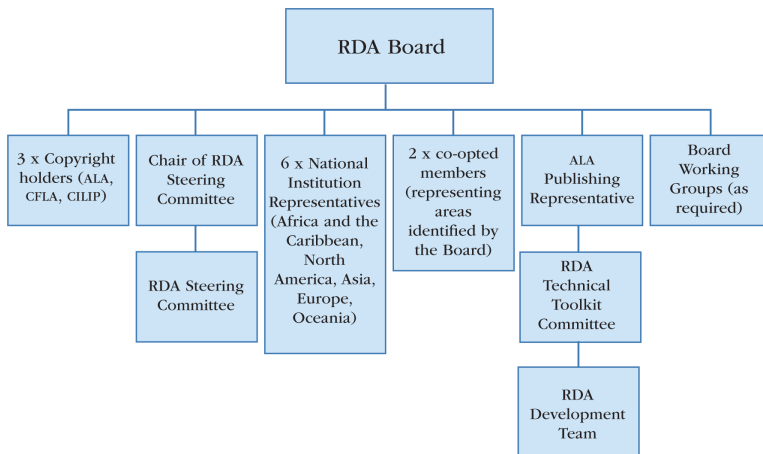 RDA Board
3 x Copyright
holders (ALA,
CFLA, CILIP)
Chair of RDA
Steering
Committee
RDA Steering
Committee
6 x National
Institution
Representatives
(Africa and the
Caribbean,
North
America, Asia,
Europe,
Oceania)
2 x co-opted
members
(representing
areas
identified by
the Board)
ALA
Publishing
Representative
RDA
Technical
Toolkit
Committee
RDA
Development
Team
Board
Working
Groups (as
required)